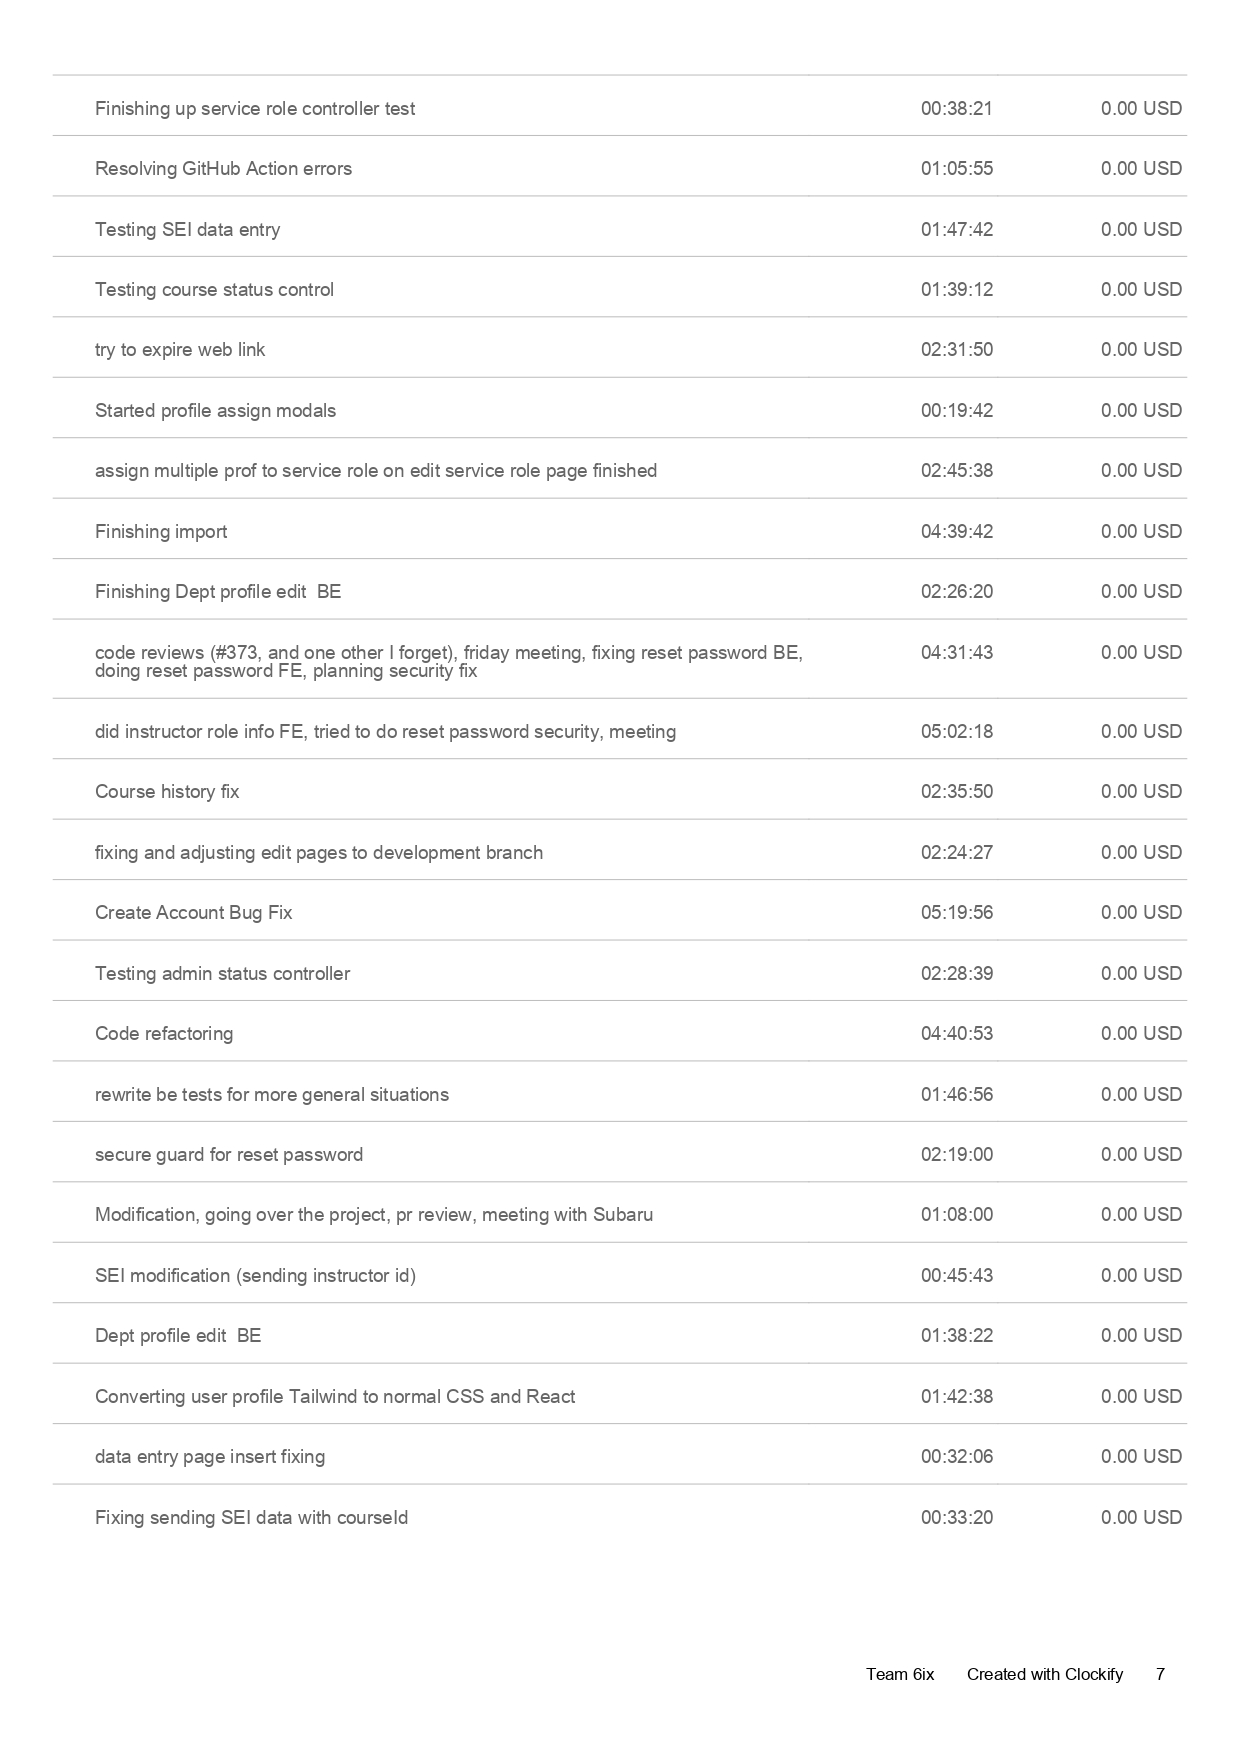 Finishing up service role controller test 00:38:21 0.00 USD
Resolving GitHub Action errors 01:05:55 0.00 USD
Testing SEI data entry 01:47:42 0.00 USD
Testing course status control 01:39:12 0.00 USD
try to expire web link 02:31:50 0.00 USD
Started profile assign modals 00:19:42 0.00 USD
assign multiple prof to service role on edit service role page finished 02:45:38 0.00 USD
Finishing import 04:39:42 0.00 USD
Finishing Dept profile edit  BE 02:26:20 0.00 USD
code reviews (#373, and one other I forget), friday meeting, fixing reset password BE, 04:31:43 0.00 USD
doing reset password FE, planning security fix
did instructor role info FE, tried to do reset password security, meeting 05:02:18 0.00 USD
Course history fix 02:35:50 0.00 USD
fixing and adjusting edit pages to development branch 02:24:27 0.00 USD
Create Account Bug Fix 05:19:56 0.00 USD
Testing admin status controller 02:28:39 0.00 USD
Code refactoring 04:40:53 0.00 USD
rewrite be tests for more general situations 01:46:56 0.00 USD
secure guard for reset password 02:19:00 0.00 USD
Modification, going over the project, pr review, meeting with Subaru 01:08:00 0.00 USD
SEI modification (sending instructor id) 00:45:43 0.00 USD
Dept profile edit  BE 01:38:22 0.00 USD
Converting user profile Tailwind to normal CSS and React 01:42:38 0.00 USD
data entry page insert fixing 00:32:06 0.00 USD
Fixing sending SEI data with courseId 00:33:20 0.00 USD
Team 6ix Created with Clockify 7